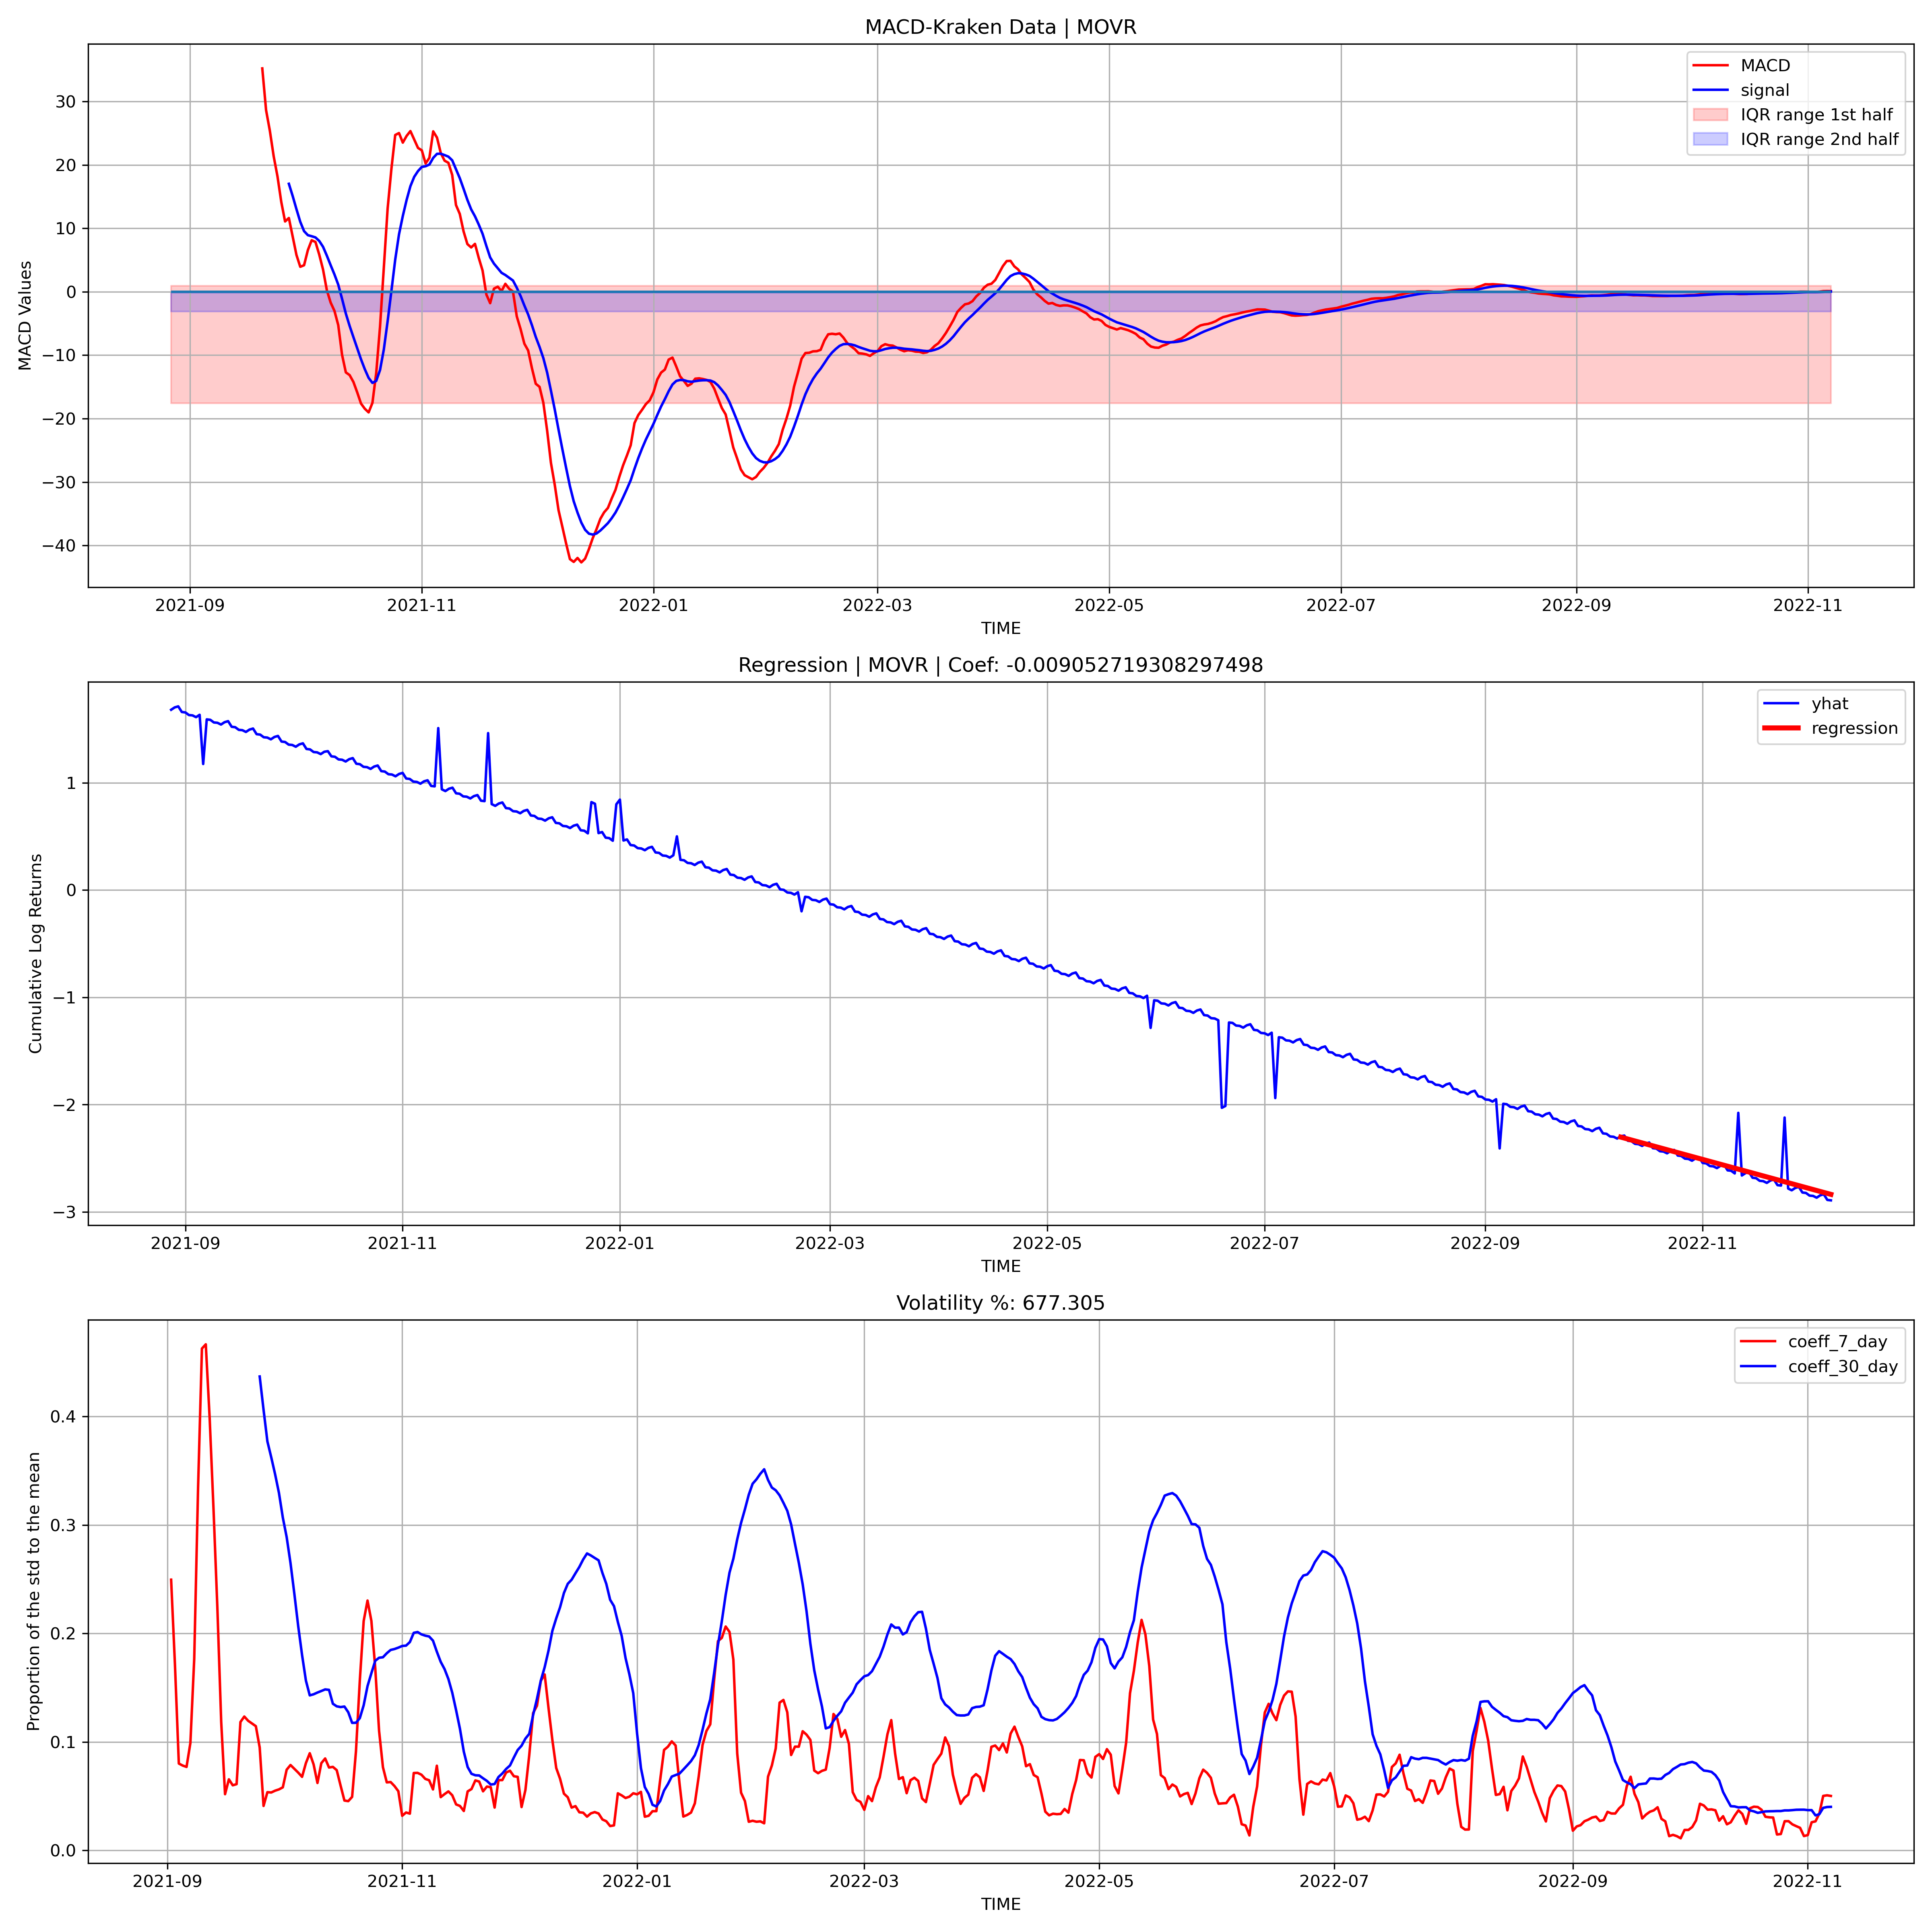 MACD-Kraken Data | MOVR
MACD
signal
IQR range 1st half
IQR range 2nd half
MACD Values
30
20
10
0
−10
−20
−30
−40
2021-09 2021-11 2022-01 2022-03 2022-05 2022-07 2022-09 2022-11
TIME
Regression | MOVR | Coef: -0.009052719308297498
yhat
regression
Cumulative Log Returns
1
0
−1
−2
−3
2021-09 2021-11 2022-01 2022-03 2022-05 2022-07 2022-09 2022-11
TIME
Volatility %: 677.305
coeff_7_day
coeff_30_day
Proportion of the std to the mean
0.4
0.3
0.2
0.1
0.0
2021-09 2021-11 2022-01 2022-03 2022-05 2022-07 2022-09 2022-11
TIME